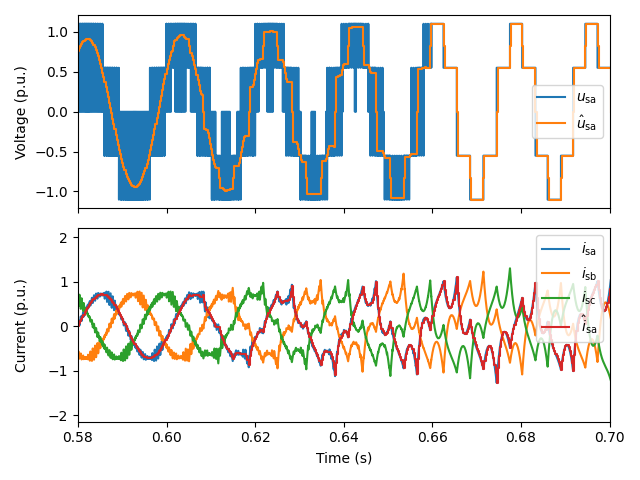 1.0
0.5
0.0
−0.5
−1.0
Voltage (p.u.)
u_sa
û_sa
2
1
0
−1
−2
Current (p.u.)
i_sa
i_sb
i_sc
î_sa
0.58 0.60 0.62 0.64 0.66 0.68 0.70
Time (s)